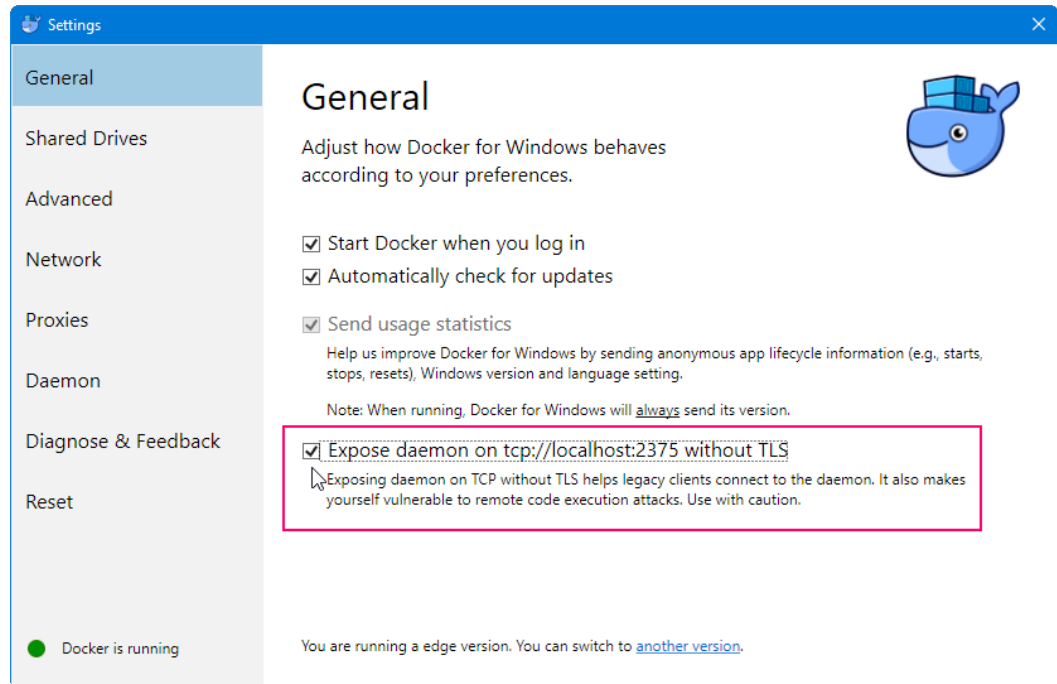 Settings
General
Shared Drives
Advanced
Network
Proxies
Daemon
Diagnose & Feedback
Reset
Docker is running
General
Adjust how Docker for Windows behaves
according to your preferences.
Start Docker when you log in
Automatically check for updates
Send usage statistics
Help us improve Docker for Windows by sending anonymous app lifecycle information (e.g., starts,
stops, resets), Windows version and language setting.
Note: When running, Docker for Windows will always send its version.
Expose daemon on tcp://localhost:2375 without TLS
Exposing daemon on TCP without TLS helps legacy clients connect to the daemon. It also makes
yourself vulnerable to remote code execution attacks. Use with caution.
You are running a edge version. You can switch to another version.